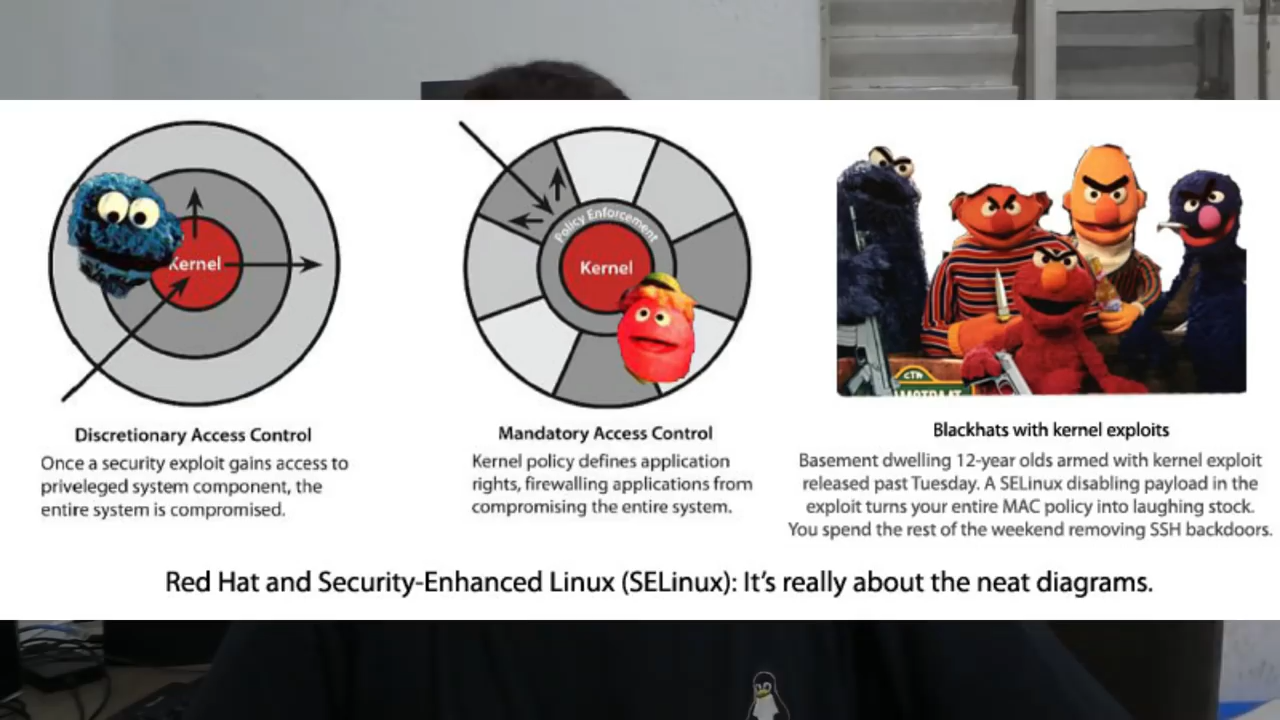 Kernel
Discretionary Access Control
Once a security exploit gains access to
priveleged system component, the
entire system is compromised.
Policy Enforcement
Kernel
Mandatory Access Control
Kernel policy defines application
rights, firewalling applications from
compromising the entire system.
CTW
Blackhats with kernel exploits
Basement dwelling 12-year olds armed with kernel exploit
released past Tuesday. A SELinux disabling payload in the
exploit turns your entire MAC policy into laughing stock.
You spend the rest of the weekend removing SSH backdoors.
Red Hat and Security-Enhanced Linux (SELinux): It's really about the neat diagrams.